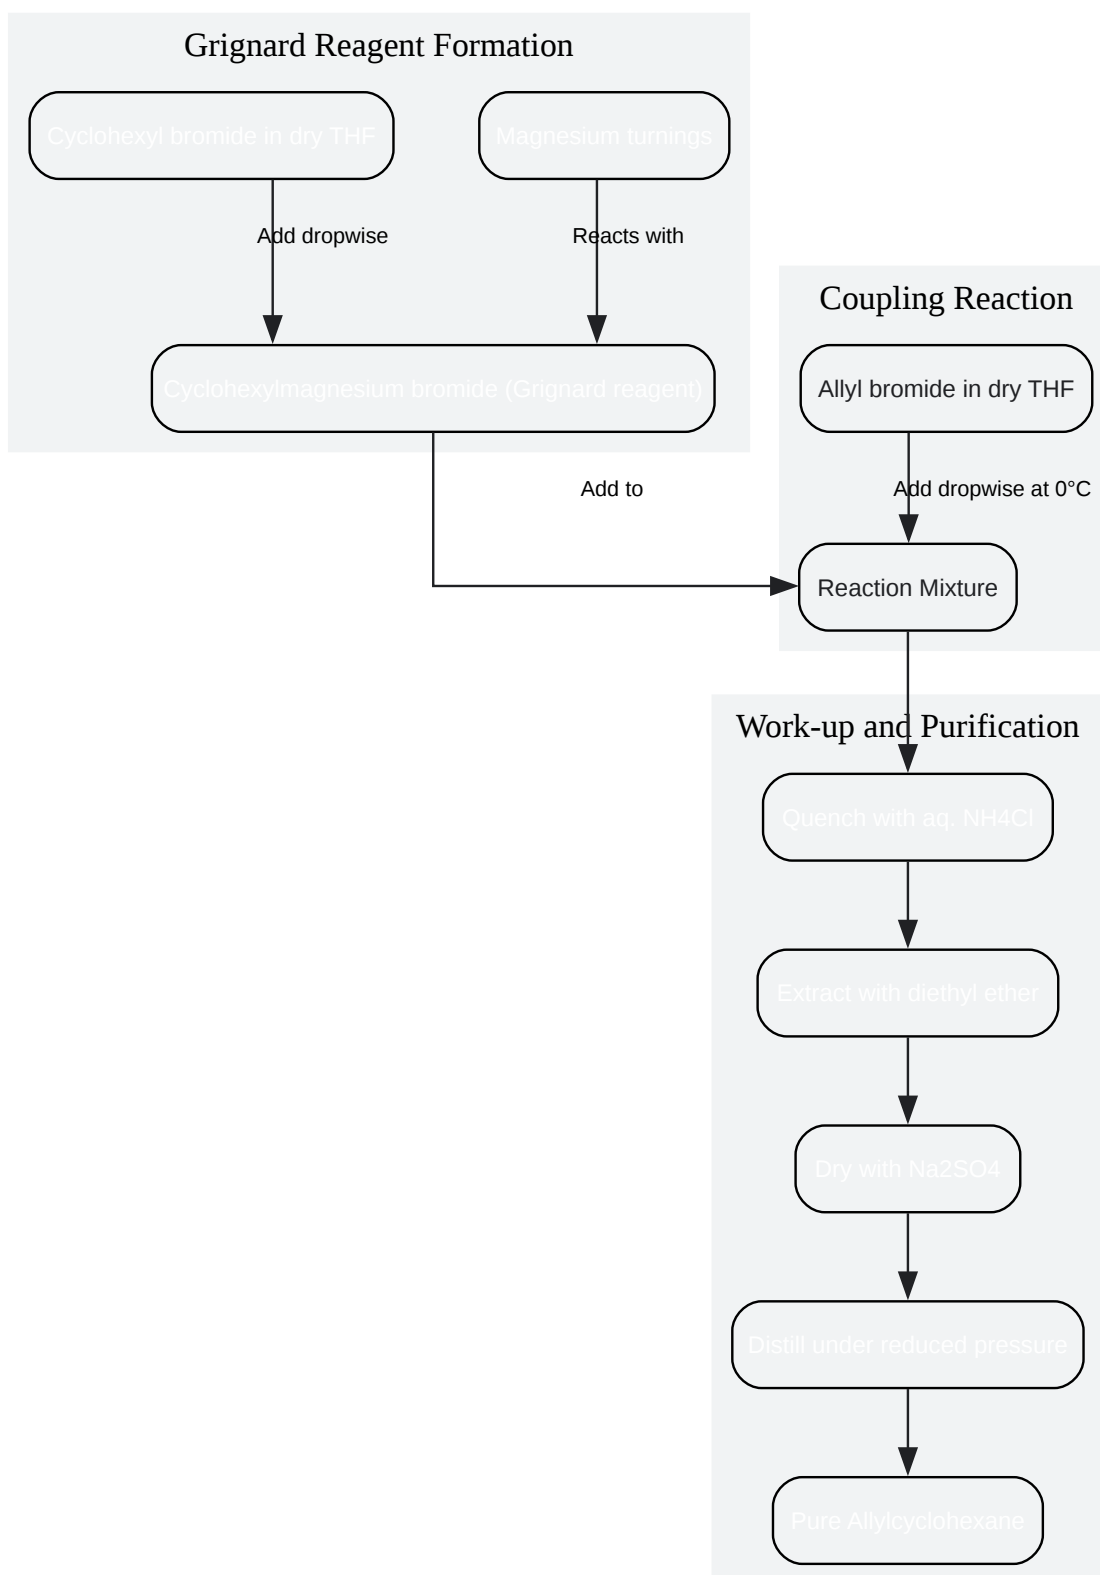 Grignard Reagent Formation
Cyclohexyl bromide in dry THF
Magnesium turnings
Add dropwise
Reacts with
Cyclohexylmagnesium bromide (Grignard reagent)
Coupling Reaction
Allyl bromide in dry THF
Add to
Add dropwise at 0°C
Reaction Mixture
Work-up and Purification
Quench with aq. NH4Cl
Extract with diethyl ether
Dry with Na2SO4
Distill under reduced pressure
Pure Allylcyclohexane